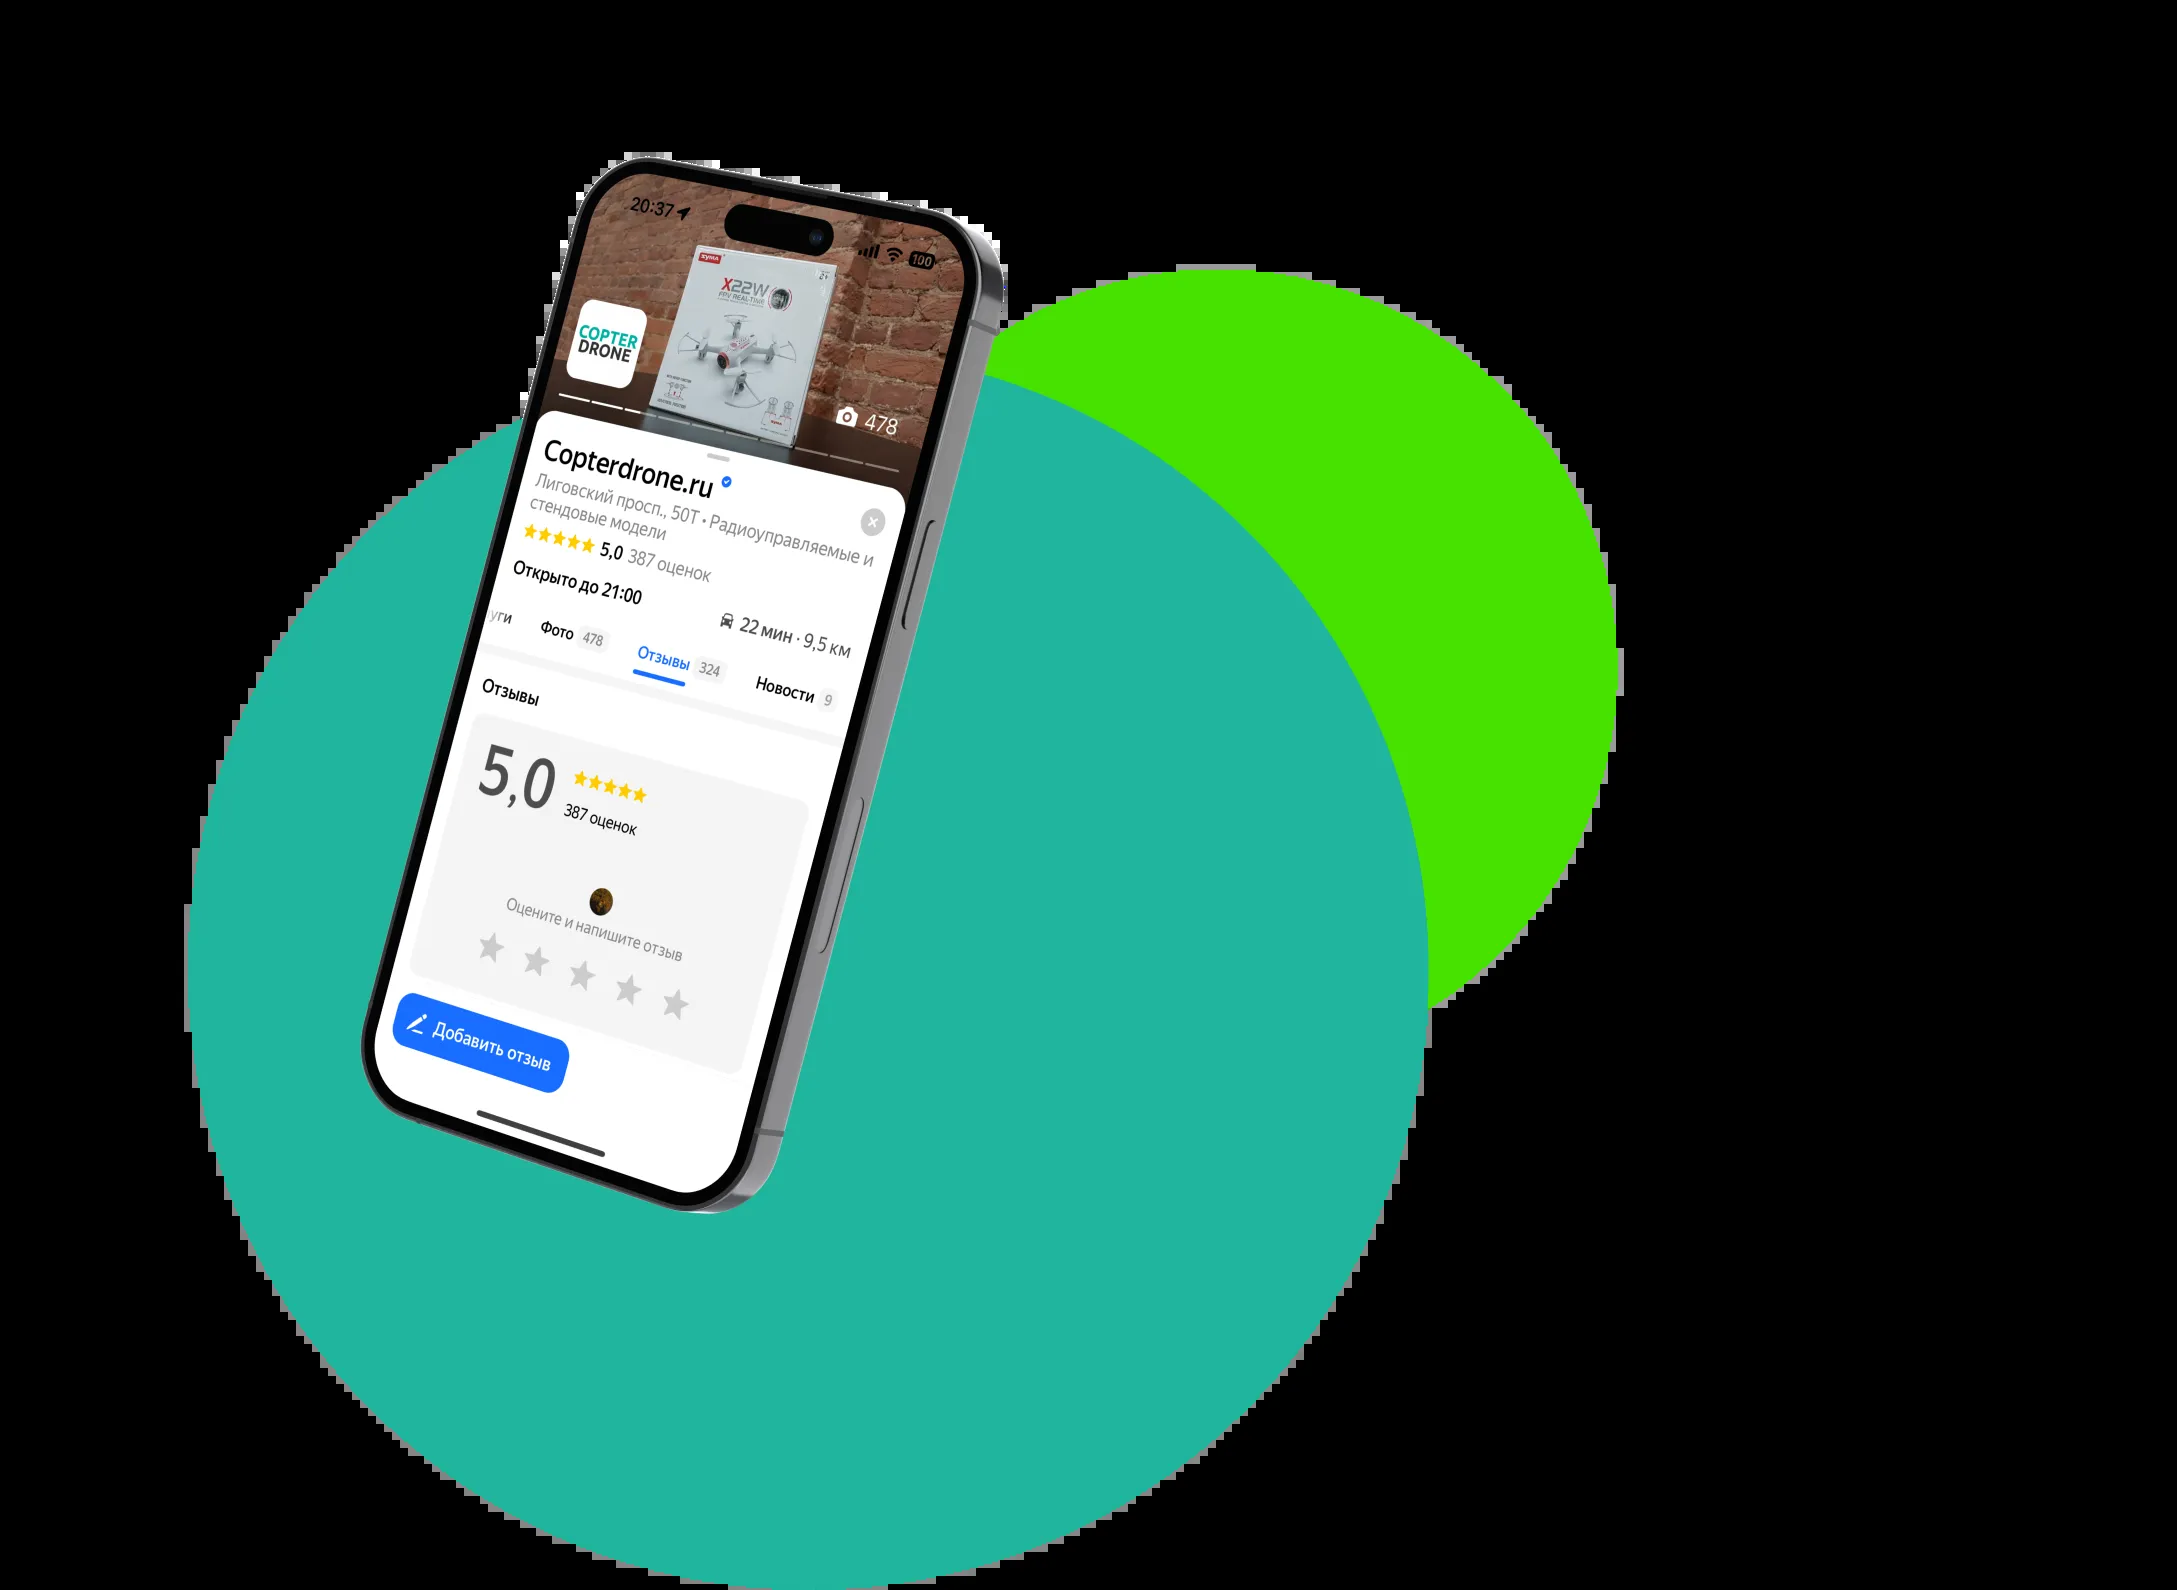 20:37
100
SYMA
X22W
FPV REAL-TIME
COPTER
DRONE
478
Copterdrone.ru
Лиговский просп., 50Т • Радиоуправляемые и
стендовые модели
5,0 387 оценок
Открыто до 21:00
22 мин · 9,5 км
уги
Фото 478
Отзывы 324
Новости 9
Отзывы
5,0
387 оценок
Оцените и напишите отзыв
Добавить отзыв